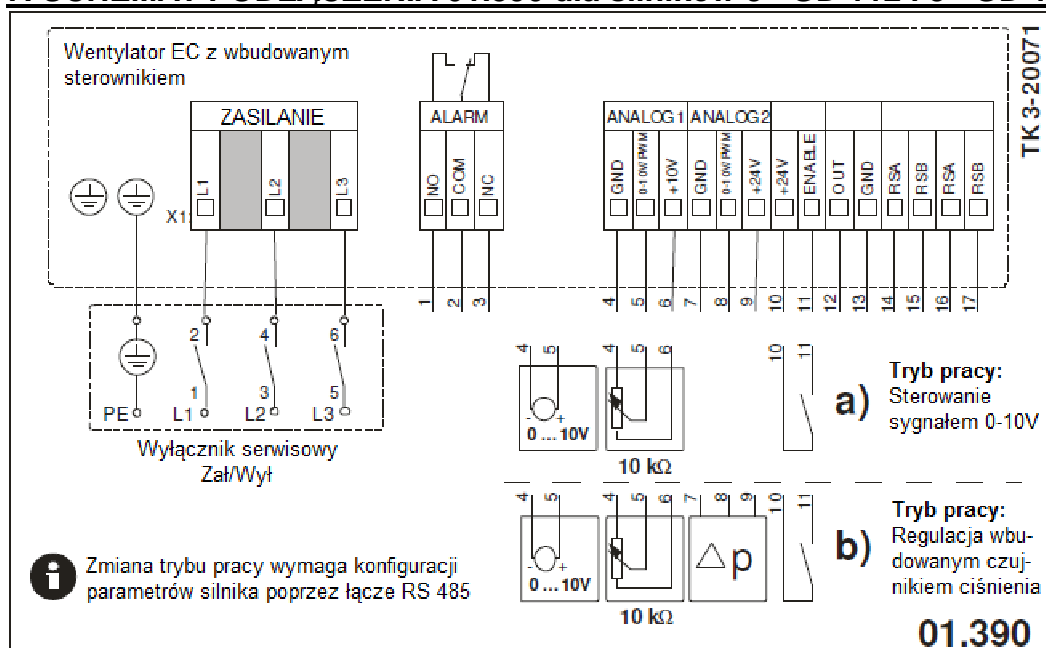 TK 3-20071
Wentylator EC z wbudowanym
sterownikiem
ZASILANIE
ALARM
ANALOG1 ANALOG2
L1
L2
L3
X1
NO
COM
NC
GND
0-10V PWM
+10V
GND
0-10V PWM
+24V
+24V
ENABLE
OUT
GND
RSA
RSB
RSA
RSB
1 2 3
4 5 6 7 8 9 10 11 12 13 14 15 16 17
2 4 6
1 3 5
PE L1 L2 L3
Wyłącznik serwisowy
Zał/Wył
4 5
4 5 6
10 11
- +
0 ... 10V
10 kΩ
a)
Tryb pracy:
Sterowanie
sygnałem 0-10V
4 5
4 5 6
7 8 9
10 11
- +
0 ... 10V
10 kΩ
△p
b)
Tryb pracy:
Regulacja wbu-
dowanym czuj-
nikiem ciśnienia
i
Zmiana trybu pracy wymaga konfiguracji
parametrów silnika poprzez łącze RS 485
01.390